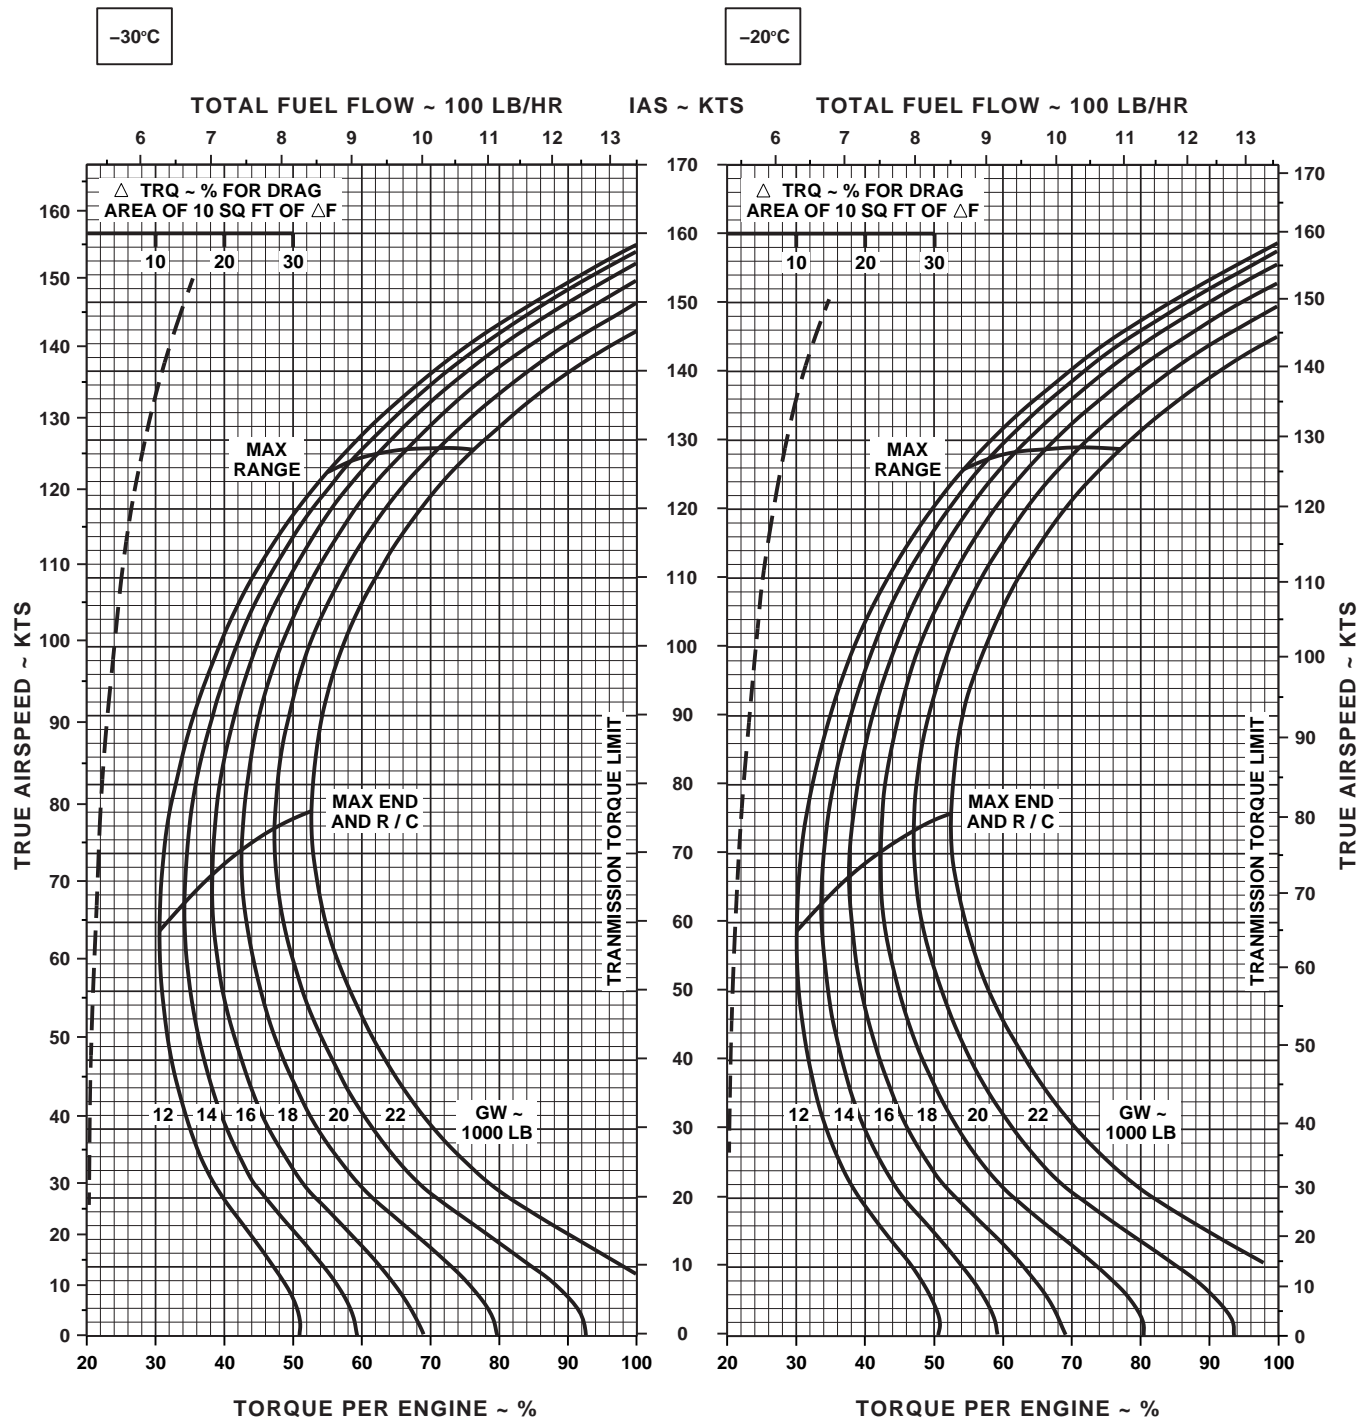 –30°C
–20°C
TOTAL FUEL FLOW ~ 100 LB/HR
IAS ~ KTS
TOTAL FUEL FLOW ~ 100 LB/HR
6 7 8 9 10 11 12 13
6 7 8 9 10 11 12 13
△ TRQ ~ % FOR DRAG
AREA OF 10 SQ FT OF △F
10 20 30
△ TRQ ~ % FOR DRAG
AREA OF 10 SQ FT OF △F
10 20 30
TRUE AIRSPEED ~ KTS
160
150
140
130
120
110
100
90
80
70
60
50
40
30
20
10
0
MAX
RANGE
MAX END
AND R / C
TRANMISSION TORQUE LIMIT
12 14 16 18 20 22
GW ~
1000 LB
20 30 40 50 60 70 80 90 100
TORQUE PER ENGINE ~ %
170
160
150
140
130
120
110
100
90
80
70
60
50
40
30
20
10
0
MAX
RANGE
MAX END
AND R / C
TRANMISSION TORQUE LIMIT
12 14 16 18 20 22
GW ~
1000 LB
20 30 40 50 60 70 80 90 100
TORQUE PER ENGINE ~ %
170
160
150
140
130
120
110
100
90
80
70
60
50
40
30
20
10
0
TRUE AIRSPEED ~ KTS